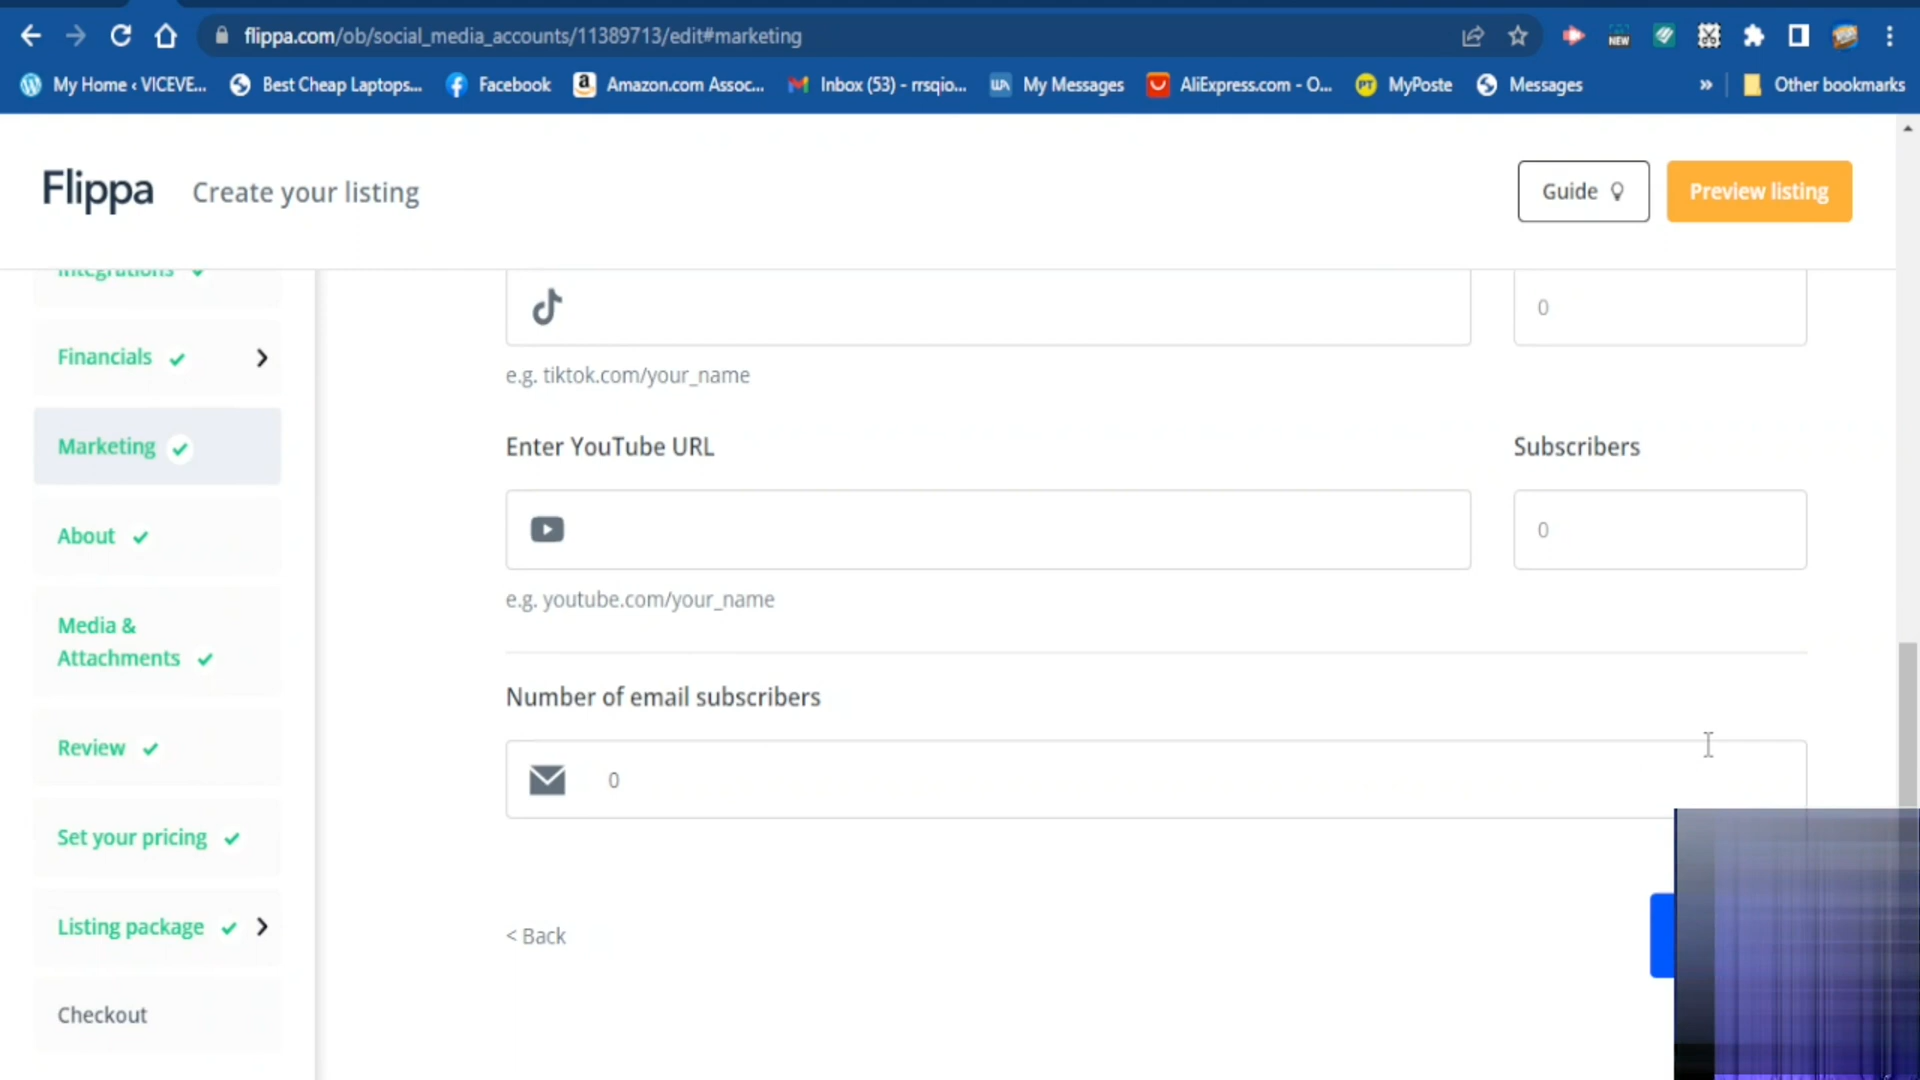 flippa.com/ob/social_media_accounts/11389713/edit#marketing
NEW
My Home ‹ VICEVE...
Best Cheap Laptops...
Facebook
Amazon.com Assoc...
Inbox (53) - rrsqio...
My Messages
AliExpress.com - O...
MyPoste
Messages
»
Other bookmarks
Flippa
Create your listing
Guide
Preview listing
Integrations
Financials
Marketing
About
Media &
Attachments
Review
Set your pricing
Listing package
Checkout
0
e.g. tiktok.com/your_name
Enter YouTube URL
Subscribers
0
e.g. youtube.com/your_name
Number of email subscribers
0
< Back